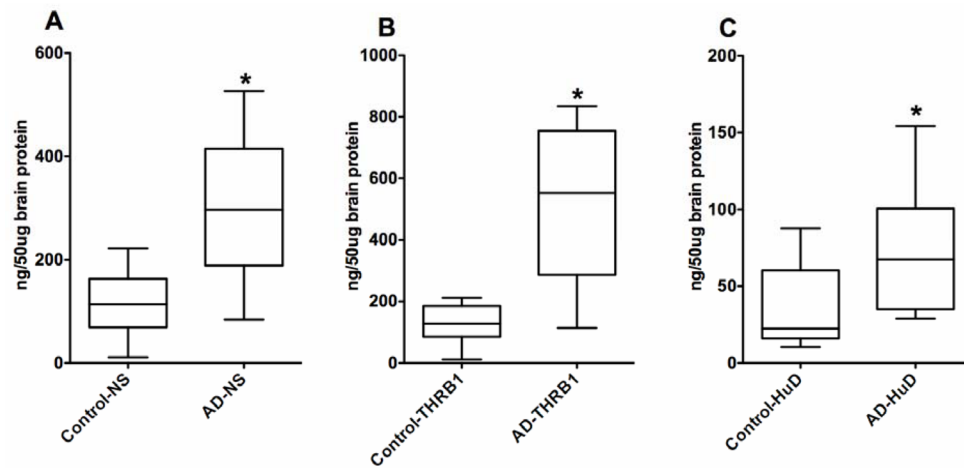 A
ng/50ug brain protein
600
400
200
0
*
Control-NS
AD-NS
B
ng/50ug brain protein
1000
800
600
400
200
0
*
Control-THRB1
AD-THRB1
C
ng/50ug brain protein
200
150
100
50
0
*
Control-HuD
AD-HuD